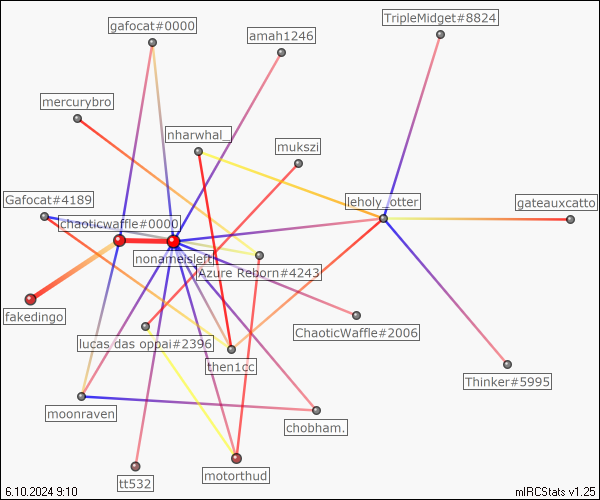 TripleMidget#8824
gafocat#0000
amah1246
mercurybro
nharwhal_
mukszi
Gafocat#4189
leholy_otter
gateauxcatto
chaoticwaffle#0000
nonameisleft
Azure Reborn#4243
fakedingo
ChaoticWaffle#2006
lucas das oppai#2396
then1cc
Thinker#5995
moonraven
chobham.
tt532
motorthud
6.10.2024 9:10
mIRCStats v1.25